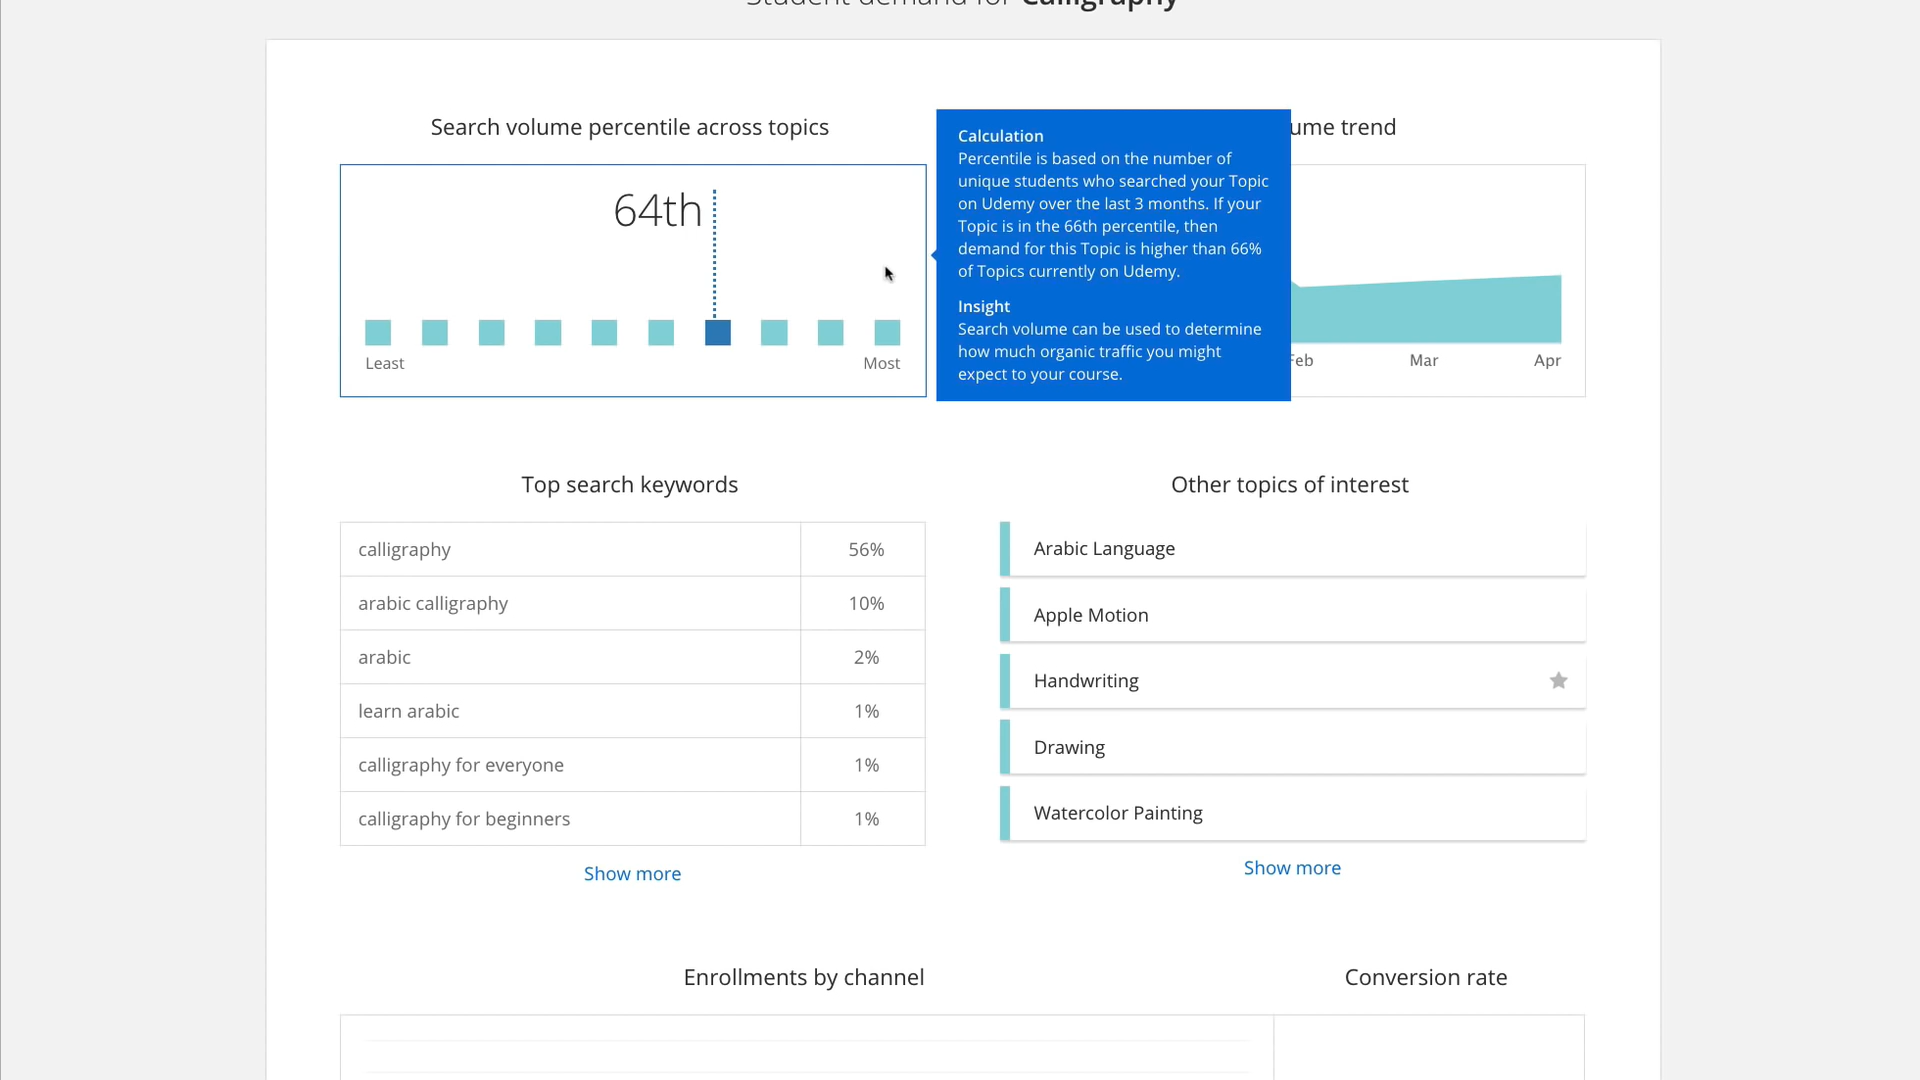 Student demand for Calligraphy
Search volume percentile across topics
64th
Least
Most
Calculation
Percentile is based on the number of
unique students who searched your Topic
on Udemy over the last 3 months. If your
Topic is in the 66th percentile, then
demand for this Topic is higher than 66%
of Topics currently on Udemy.
Insight
Search volume can be used to determine
how much organic traffic you might
expect to your course.
ume trend
Feb
Mar
Apr
Top search keywords
calligraphy 56%
arabic calligraphy 10%
arabic 2%
learn arabic 1%
calligraphy for everyone 1%
calligraphy for beginners 1%
Show more
Other topics of interest
Arabic Language
Apple Motion
Handwriting
Drawing
Watercolor Painting
Show more
Enrollments by channel
Conversion rate